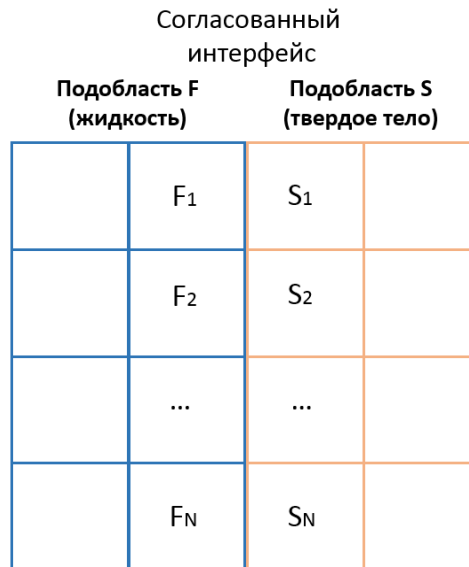 Согласованный
интерфейс
Подобласть F
(жидкость)
Подобласть S
(твердое тело)
F1
S1
F2
S2
...
...
FN
SN